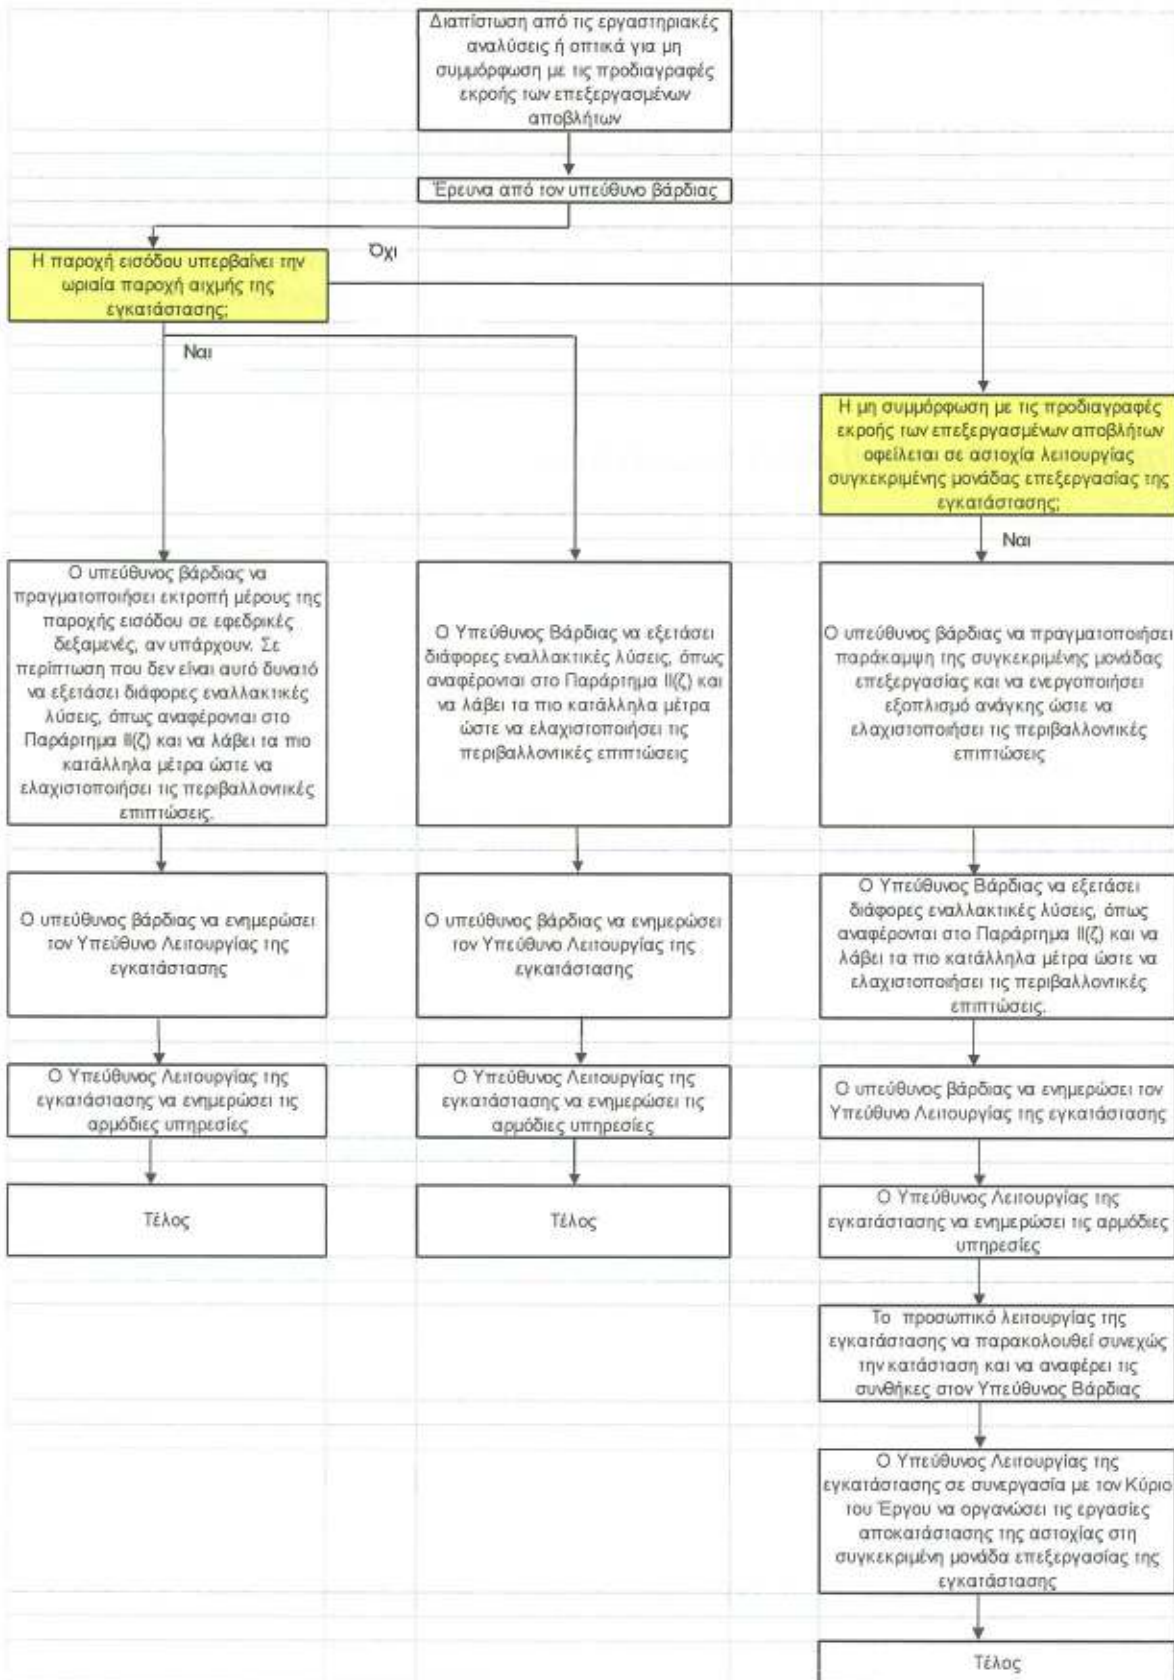 Διαπίστωση από τις εργαστηριακές
αναλύσεις ή οπτικά για μη
συμμόρφωση με τις προδιαγραφές
εκροής των επεξεργασμένων
αποβλήτων
Έρευνα από τον υπεύθυνο βάρδιας
Όχι
Η παροχή εισόδου υπερβαίνει την
ωριαία παροχή αιχμής της
εγκατάστασης;
Ναι
Η μη συμμόρφωση με τις προδιαγραφές
εκροής των επεξεργασμένων αποβλήτων
οφείλεται σε αστοχία λειτουργίας
συγκεκριμένης μονάδας επεξεργασίας της
εγκατάστασης;
Ναι
Ο υπεύθυνος βάρδιας να
πραγματοποιήσει εκτροπή μέρους της
παροχής εισόδου σε εφεδρικές
δεξαμενές, αν υπάρχουν. Σε
περίπτωση που δεν είναι αυτό δυνατό
να εξετάσει διάφορες εναλλακτικές
λύσεις, όπως αναφέρονται στο
Παράρτημα ΙΙ(ζ) και να λάβει τα πιο
κατάλληλα μέτρα ώστε να
ελαχιστοποιήσει τις περιβαλλοντικές
επιπτώσεις.
Ο Υπεύθυνος Βάρδιας να εξετάσει
διάφορες εναλλακτικές λύσεις, όπως
αναφέρονται στο Παράρτημα ΙΙ(ζ) και
να λάβει τα πιο κατάλληλα μέτρα
ώστε να ελαχιστοποιήσει τις
περιβαλλοντικές επιπτώσεις
Ο υπεύθυνος βάρδιας να πραγματοποιήσει
παράκαμψη της συγκεκριμένης μονάδας
επεξεργασίας και να ενεργοποιήσει
εξοπλισμό ανάγκης ώστε να
ελαχιστοποιήσει τις περιβαλλοντικές
επιπτώσεις
Ο υπεύθυνος βάρδιας να ενημερώσει
τον Υπεύθυνο Λειτουργίας της
εγκατάστασης
Ο υπεύθυνος βάρδιας να ενημερώσει
τον Υπεύθυνο Λειτουργίας της
εγκατάστασης
Ο Υπεύθυνος Βάρδιας να εξετάσει
διάφορες εναλλακτικές λύσεις, όπως
αναφέρονται στο Παράρτημα ΙΙ(ζ) και να
λάβει τα πιο κατάλληλα μέτρα ώστε να
ελαχιστοποιήσει τις περιβαλλοντικές
επιπτώσεις.
Ο Υπεύθυνος Λειτουργίας της
εγκατάστασης να ενημερώσει τις
αρμόδιες υπηρεσίες
Ο Υπεύθυνος Λειτουργίας της
εγκατάστασης να ενημερώσει τις
αρμόδιες υπηρεσίες
Ο υπεύθυνος βάρδιας να ενημερώσει τον
Υπεύθυνο Λειτουργίας της εγκατάστασης
Τέλος
Τέλος
Ο Υπεύθυνος Λειτουργίας της
εγκατάστασης να ενημερώσει τις αρμόδιες
υπηρεσίες
Το προσωπικό λειτουργίας της
εγκατάστασης να παρακολουθεί συνεχώς
την κατάσταση και να αναφέρει τις
συνθήκες στον Υπεύθυνος Βάρδιας
Ο Υπεύθυνος Λειτουργίας της
εγκατάστασης σε συνεργασία με τον Κύριο
του Έργου να οργανώσει τις εργασίες
αποκατάστασης της αστοχίας στη
συγκεκριμένη μονάδα επεξεργασίας της
εγκατάστασης
Τέλος